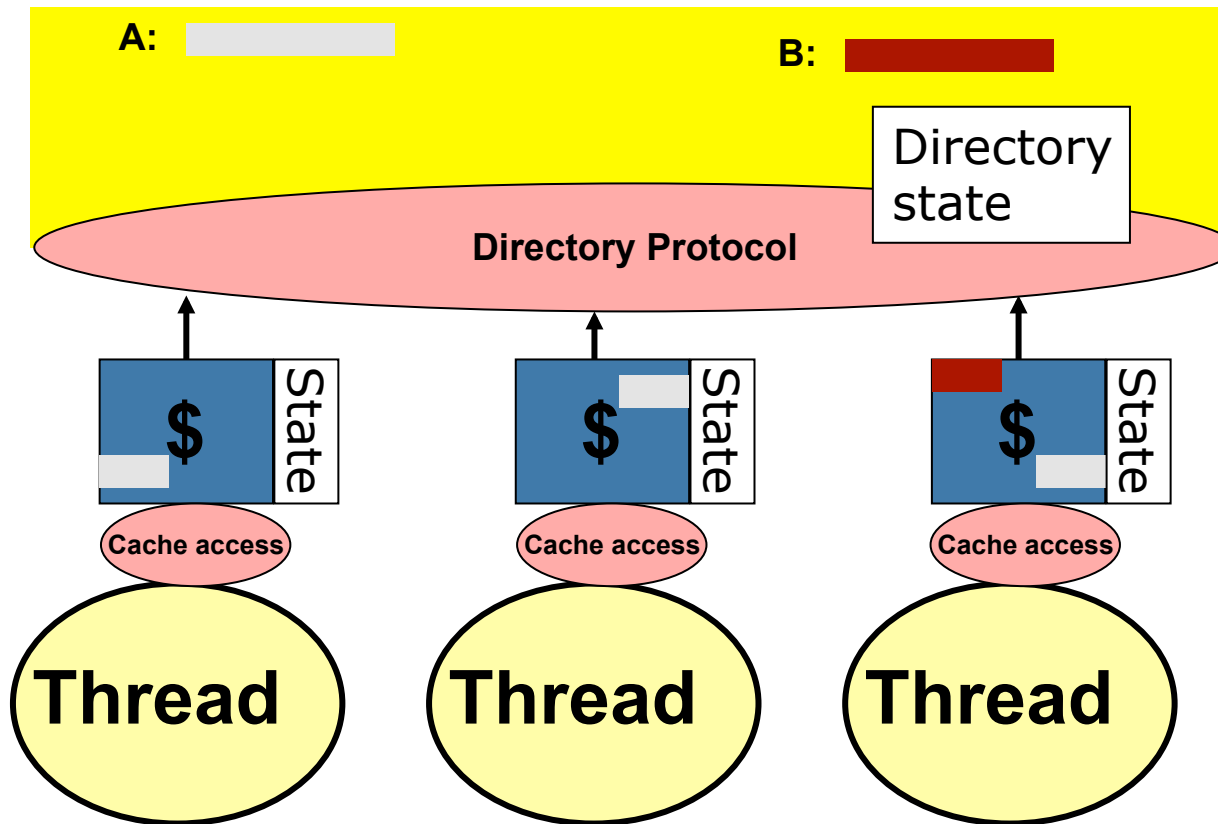 A:
B:
Directory
state
Directory Protocol
$
State
$
State
$
State
Cache access
Cache access
Cache access
Thread
Thread
Thread